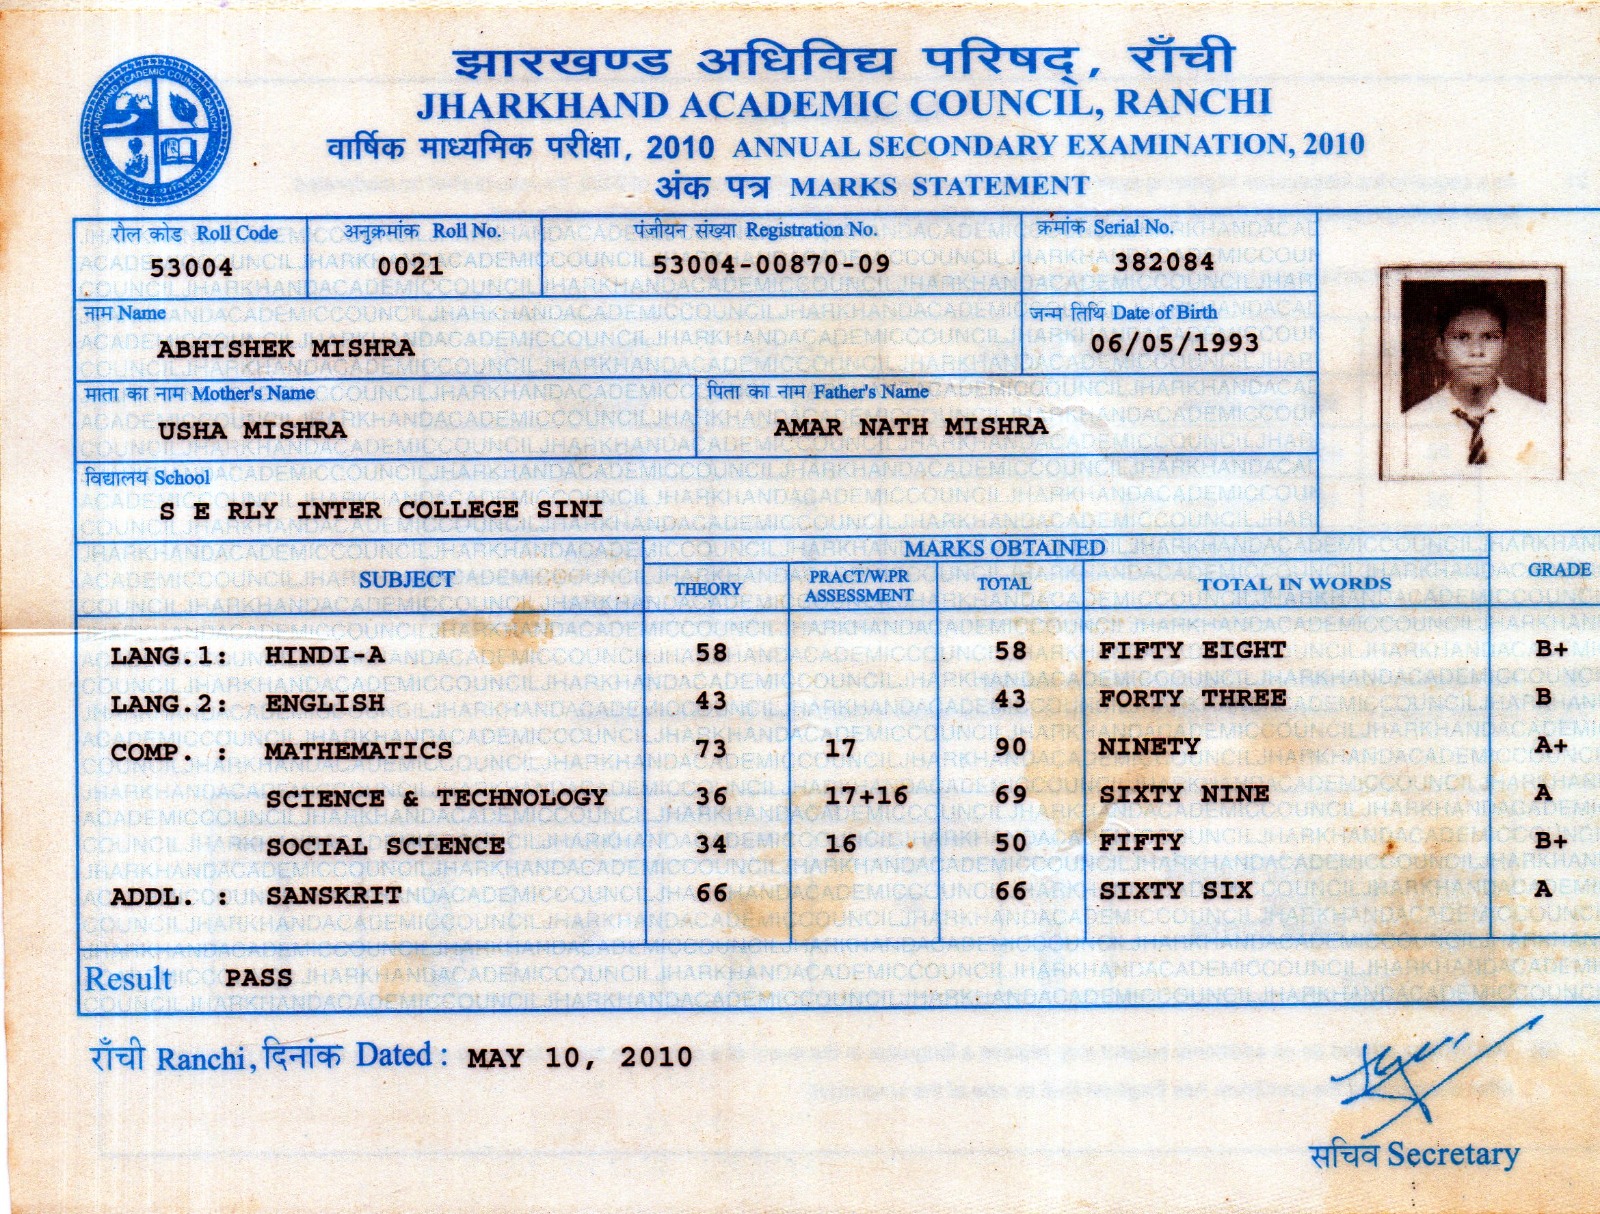 झारखण्ड अधिविद्य परिषद्, राँची
JHARKHAND ACADEMIC COUNCIL, RANCHI
वार्षिक माध्यमिक परीक्षा, 2010 ANNUAL SECONDARY EXAMINATION, 2010
अंक पत्र MARKS STATEMENT
रौल कोड Roll Code अनुक्रमांक Roll No. पंजीयन संख्या Registration No. क्रमांक Serial No.
53004 0021 53004-00870-09 382084
नाम Name जन्म तिथि Date of Birth
ABHISHEK MISHRA 06/05/1993
माता का नाम Mother's Name पिता का नाम Father's Name
USHA MISHRA AMAR NATH MISHRA
विद्यालय School
S E RLY INTER COLLEGE SINI
MARKS OBTAINED
SUBJECT THEORY PRACT/W.PR ASSESSMENT TOTAL TOTAL IN WORDS GRADE
LANG.1: HINDI-A 58 58 FIFTY EIGHT B+
LANG.2: ENGLISH 43 43 FORTY THREE B
COMP. : MATHEMATICS 73 17 90 NINETY A+
SCIENCE & TECHNOLOGY 36 17+16 69 SIXTY NINE A
SOCIAL SCIENCE 34 16 50 FIFTY B+
ADDL. : SANSKRIT 66 66 SIXTY SIX A
Result PASS
राँची Ranchi, दिनांक Dated : MAY 10, 2010
सचिव Secretary